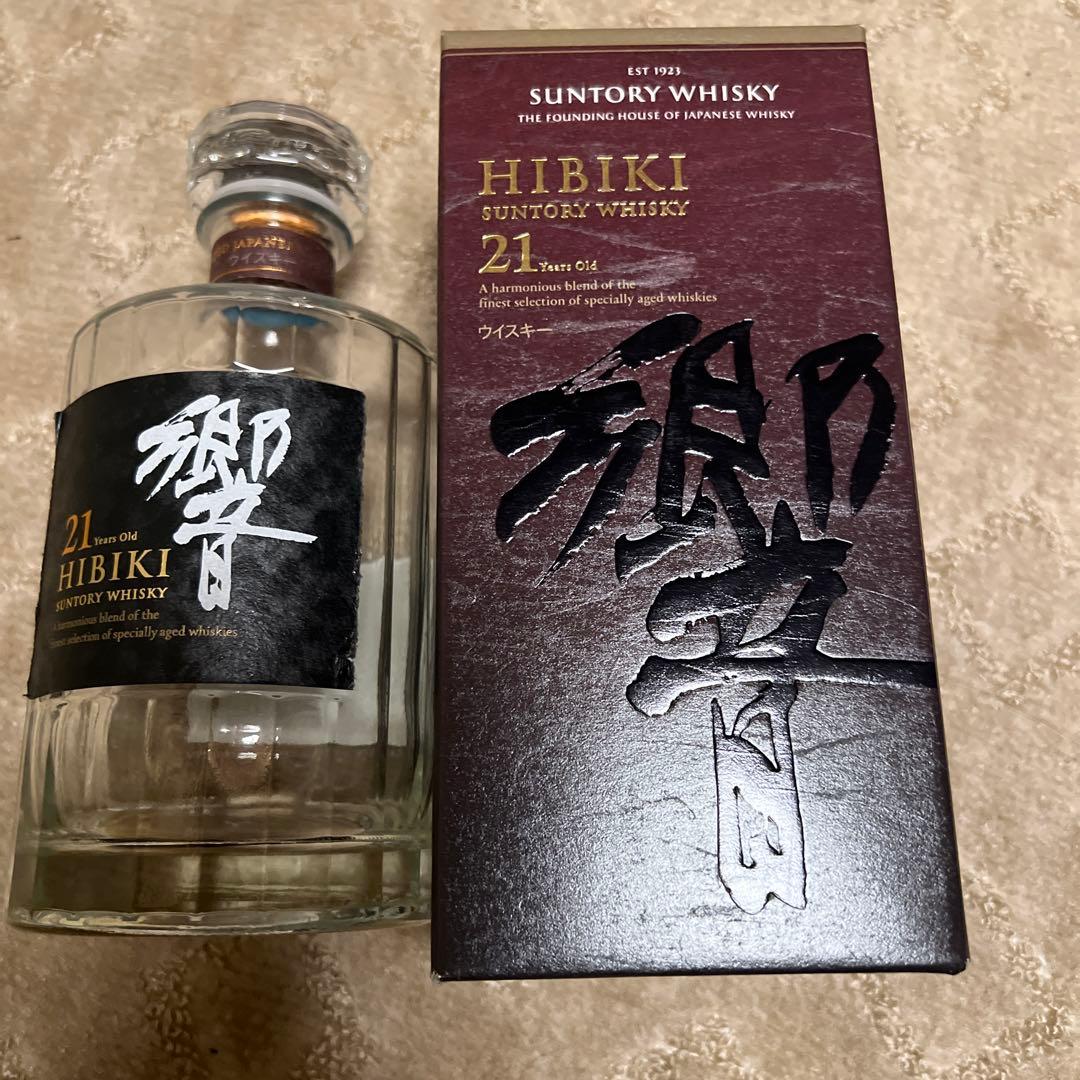 JAPANE
ウイスキ
響
21 Years Old
HIBIKI
SUNTORY WHISKY
A harmonious blend of the
finest selection of specially aged whiskies
EST 1923
SUNTORY WHISKY
THE FOUNDING HOUSE OF JAPANESE WHISKY
HIBIKI
SUNTORY WHISKY
21 Years Old
A harmonious blend of the
finest selection of specially aged whiskies
ウイスキー
響